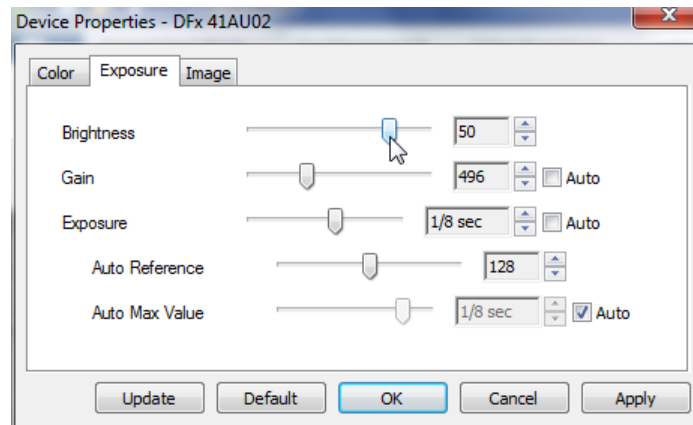 Device Properties - DFx 41AU02
Color Exposure Image
Brightness 50
Gain 496 Auto
Exposure 1/8 sec Auto
Auto Reference 128
Auto Max Value 1/8 sec Auto
Update Default OK Cancel Apply